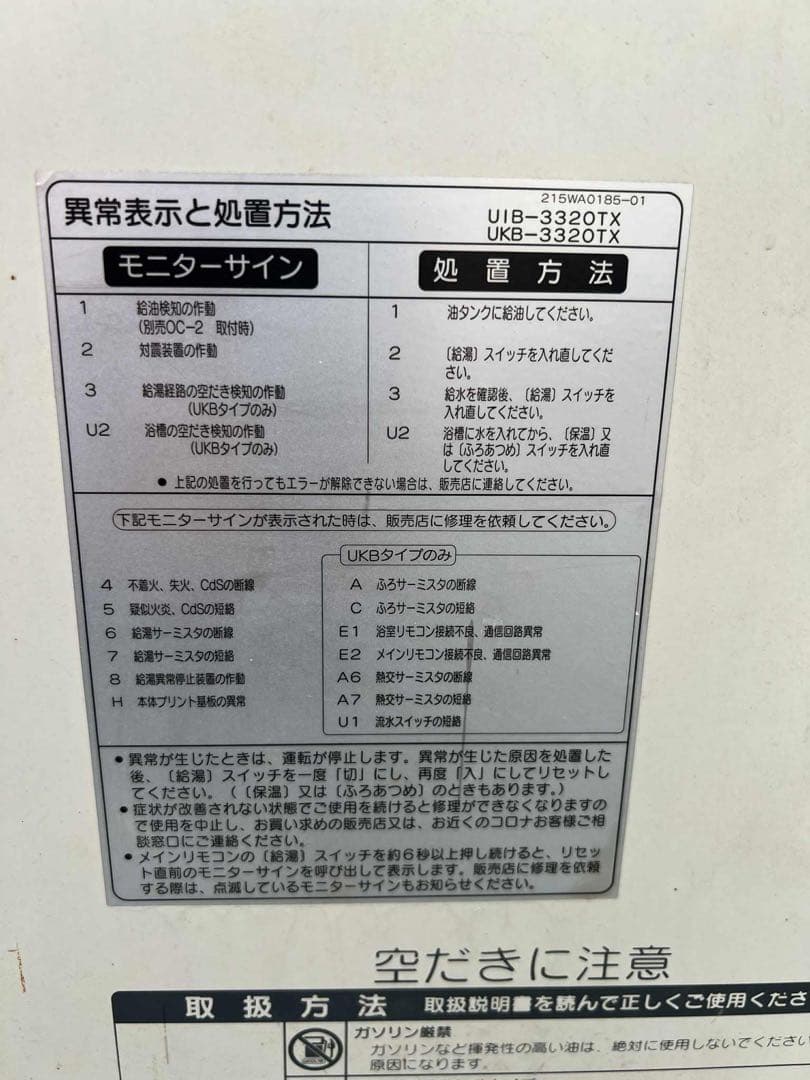 215WA0185-01
異常表示と処置方法
UIB-3320TX
UKB-3320TX
モニターサイン
処置方法
1 給油検知の作動
(別売OC-2 取付時)
1 油タンクに給油してください。
2 対震装置の作動
2 〔給湯〕スイッチを入れ直してくだ
さい。
3 給湯経路の空だき検知の作動
(UKBタイプのみ)
3 給水を確認後、〔給湯〕スイッチを
入れ直してください。
U2 浴槽の空だき検知の作動
(UKBタイプのみ)
U2 浴槽に水を入れてから、〔保温〕又
は〔ふろあつめ〕スイッチを入れ直
してください。
● 上記の処置を行ってもエラーが解除できない場合は、販売店に連絡してください。
下記モニターサインが表示された時は、販売店に修理を依頼してください。
4 不着火、失火、CdSの断線
5 疑似火炎、CdSの短絡
6 給湯サーミスタの断線
7 給湯サーミスタの短絡
8 給湯異常停止装置の作動
H 本体プリント基板の異常
UKBタイプのみ
A ふろサーミスタの断線
C ふろサーミスタの短絡
E1 浴室リモコン接続不良、通信回路異常
E2 メインリモコン接続不良、通信回路異常
A6 熱交サーミスタの断線
A7 熱交サーミスタの短絡
U1 流水スイッチの短絡
● 異常が生じたときは、運転が停止します。異常が生じた原因を処置した
後、〔給湯〕スイッチを一度「切」にし、再度「入」にしてリセットし
てください。(〔保温〕又は〔ふろあつめ〕のときもあります。)
● 症状が改善されない状態でご使用を続けると修理ができなくなりますの
で使用を中止し、お買い求めの販売店又は、お近くのコロナお客様ご相
談窓口にご連絡ください。
● メインリモコンの〔給湯〕スイッチを約6秒以上押し続けると、リセッ
ト直前のモニターサインを呼び出して表示します。販売店に修理を依頼
する際は、点滅しているモニターサインもお知らせください。
空だきに注意
取扱方法 取扱説明書を読んで正しくご使用くださ
ガソリン厳禁
ガソリンなど揮発性の高い油は、絶対に使用しないでください
原因になります。